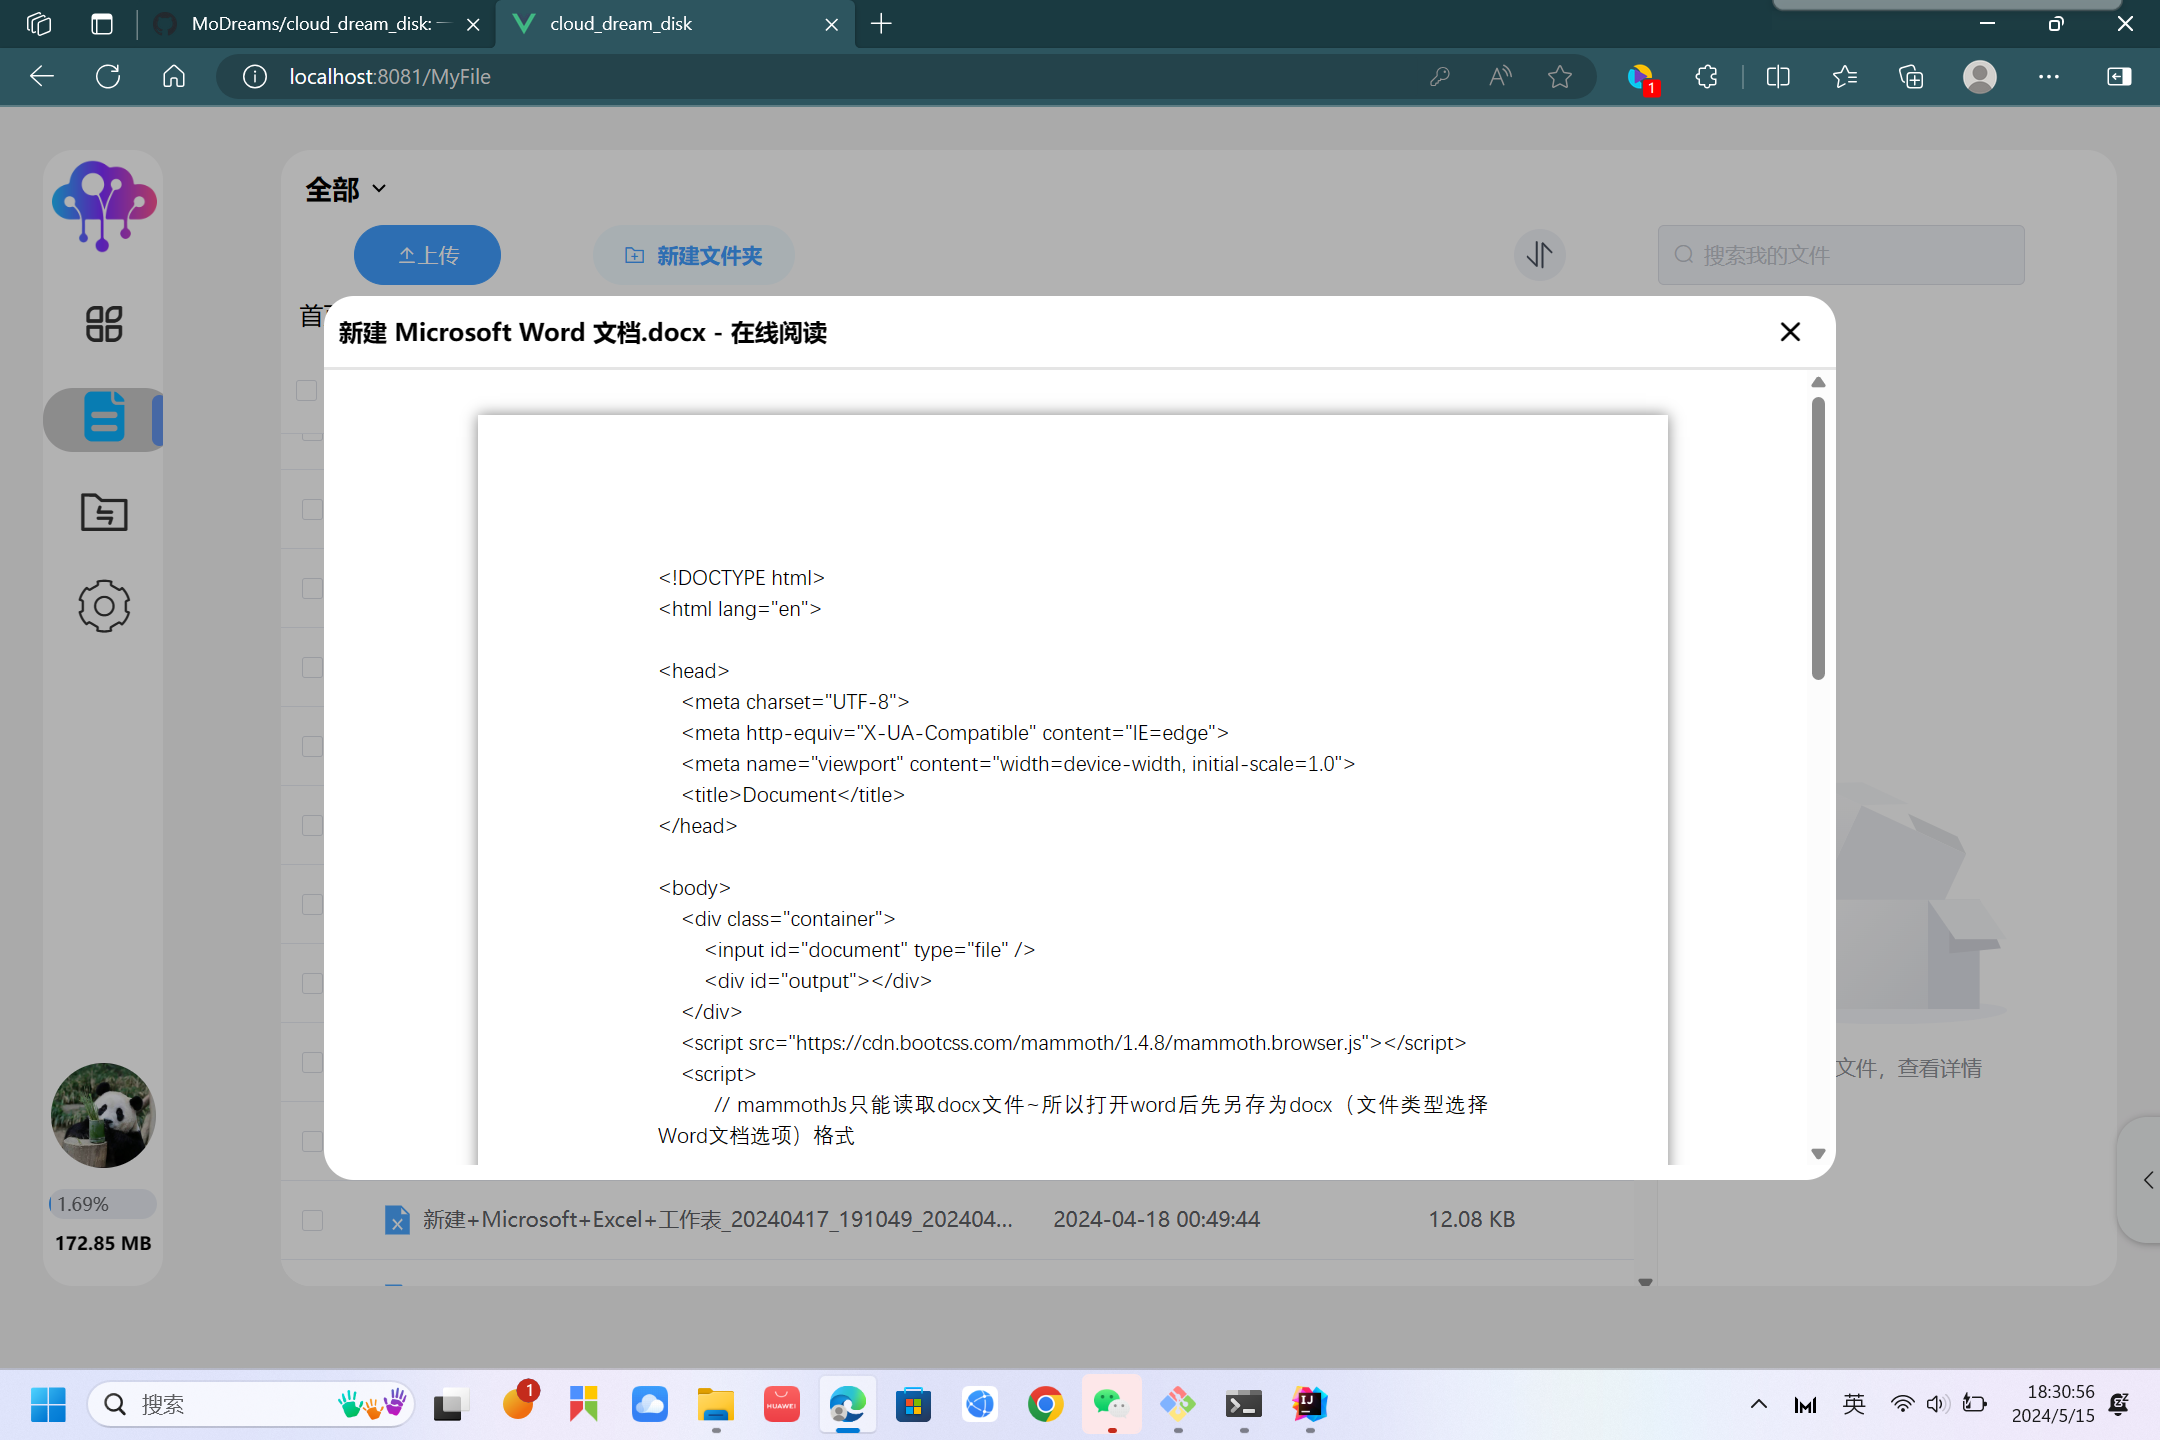 MoDreams/cloud_dream_disk: 一
cloud_dream_disk
localhost:8081/MyFile
1
全部
上传
新建文件夹
搜索我的文件
新建 Microsoft Word 文档.docx - 在线阅读
<!DOCTYPE html>
<html lang="en">
<head>
<meta charset="UTF-8">
<meta http-equiv="X-UA-Compatible" content="IE=edge">
<meta name="viewport" content="width=device-width, initial-scale=1.0">
<title>Document</title>
</head>
<body>
<div class="container">
<input id="document" type="file" />
<div id="output"></div>
</div>
<script src="https://cdn.bootcss.com/mammoth/1.4.8/mammoth.browser.js"></script>
<script>
// mammothJs只能读取docx文件~所以打开word后先另存为docx（文件类型选择
Word文档选项）格式
文件，查看详情
1.69%
172.85 MB
新建+Microsoft+Excel+工作表_20240417_191049_202404... 2024-04-18 00:49:44 12.08 KB
搜索
1
HUAWEI
IJ
英
18:30:56
2024/5/15